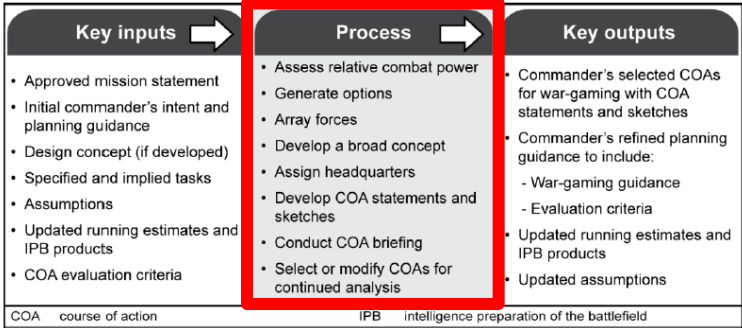 Key inputs
• Approved mission statement
• Initial commander's intent and
planning guidance
• Design concept (if developed)
• Specified and implied tasks
• Assumptions
• Updated running estimates and
IPB products
• COA evaluation criteria
Process
• Assess relative combat power
• Generate options
• Array forces
• Develop a broad concept
• Assign headquarters
• Develop COA statements and
sketches
• Conduct COA briefing
• Select or modify COAs for
continued analysis
Key outputs
• Commander's selected COAs
for war-gaming with COA
statements and sketches
• Commander's refined planning
guidance to include:
- War-gaming guidance
- Evaluation criteria
• Updated running estimates and
IPB products
• Updated assumptions
COA course of action IPB intelligence preparation of the battlefield